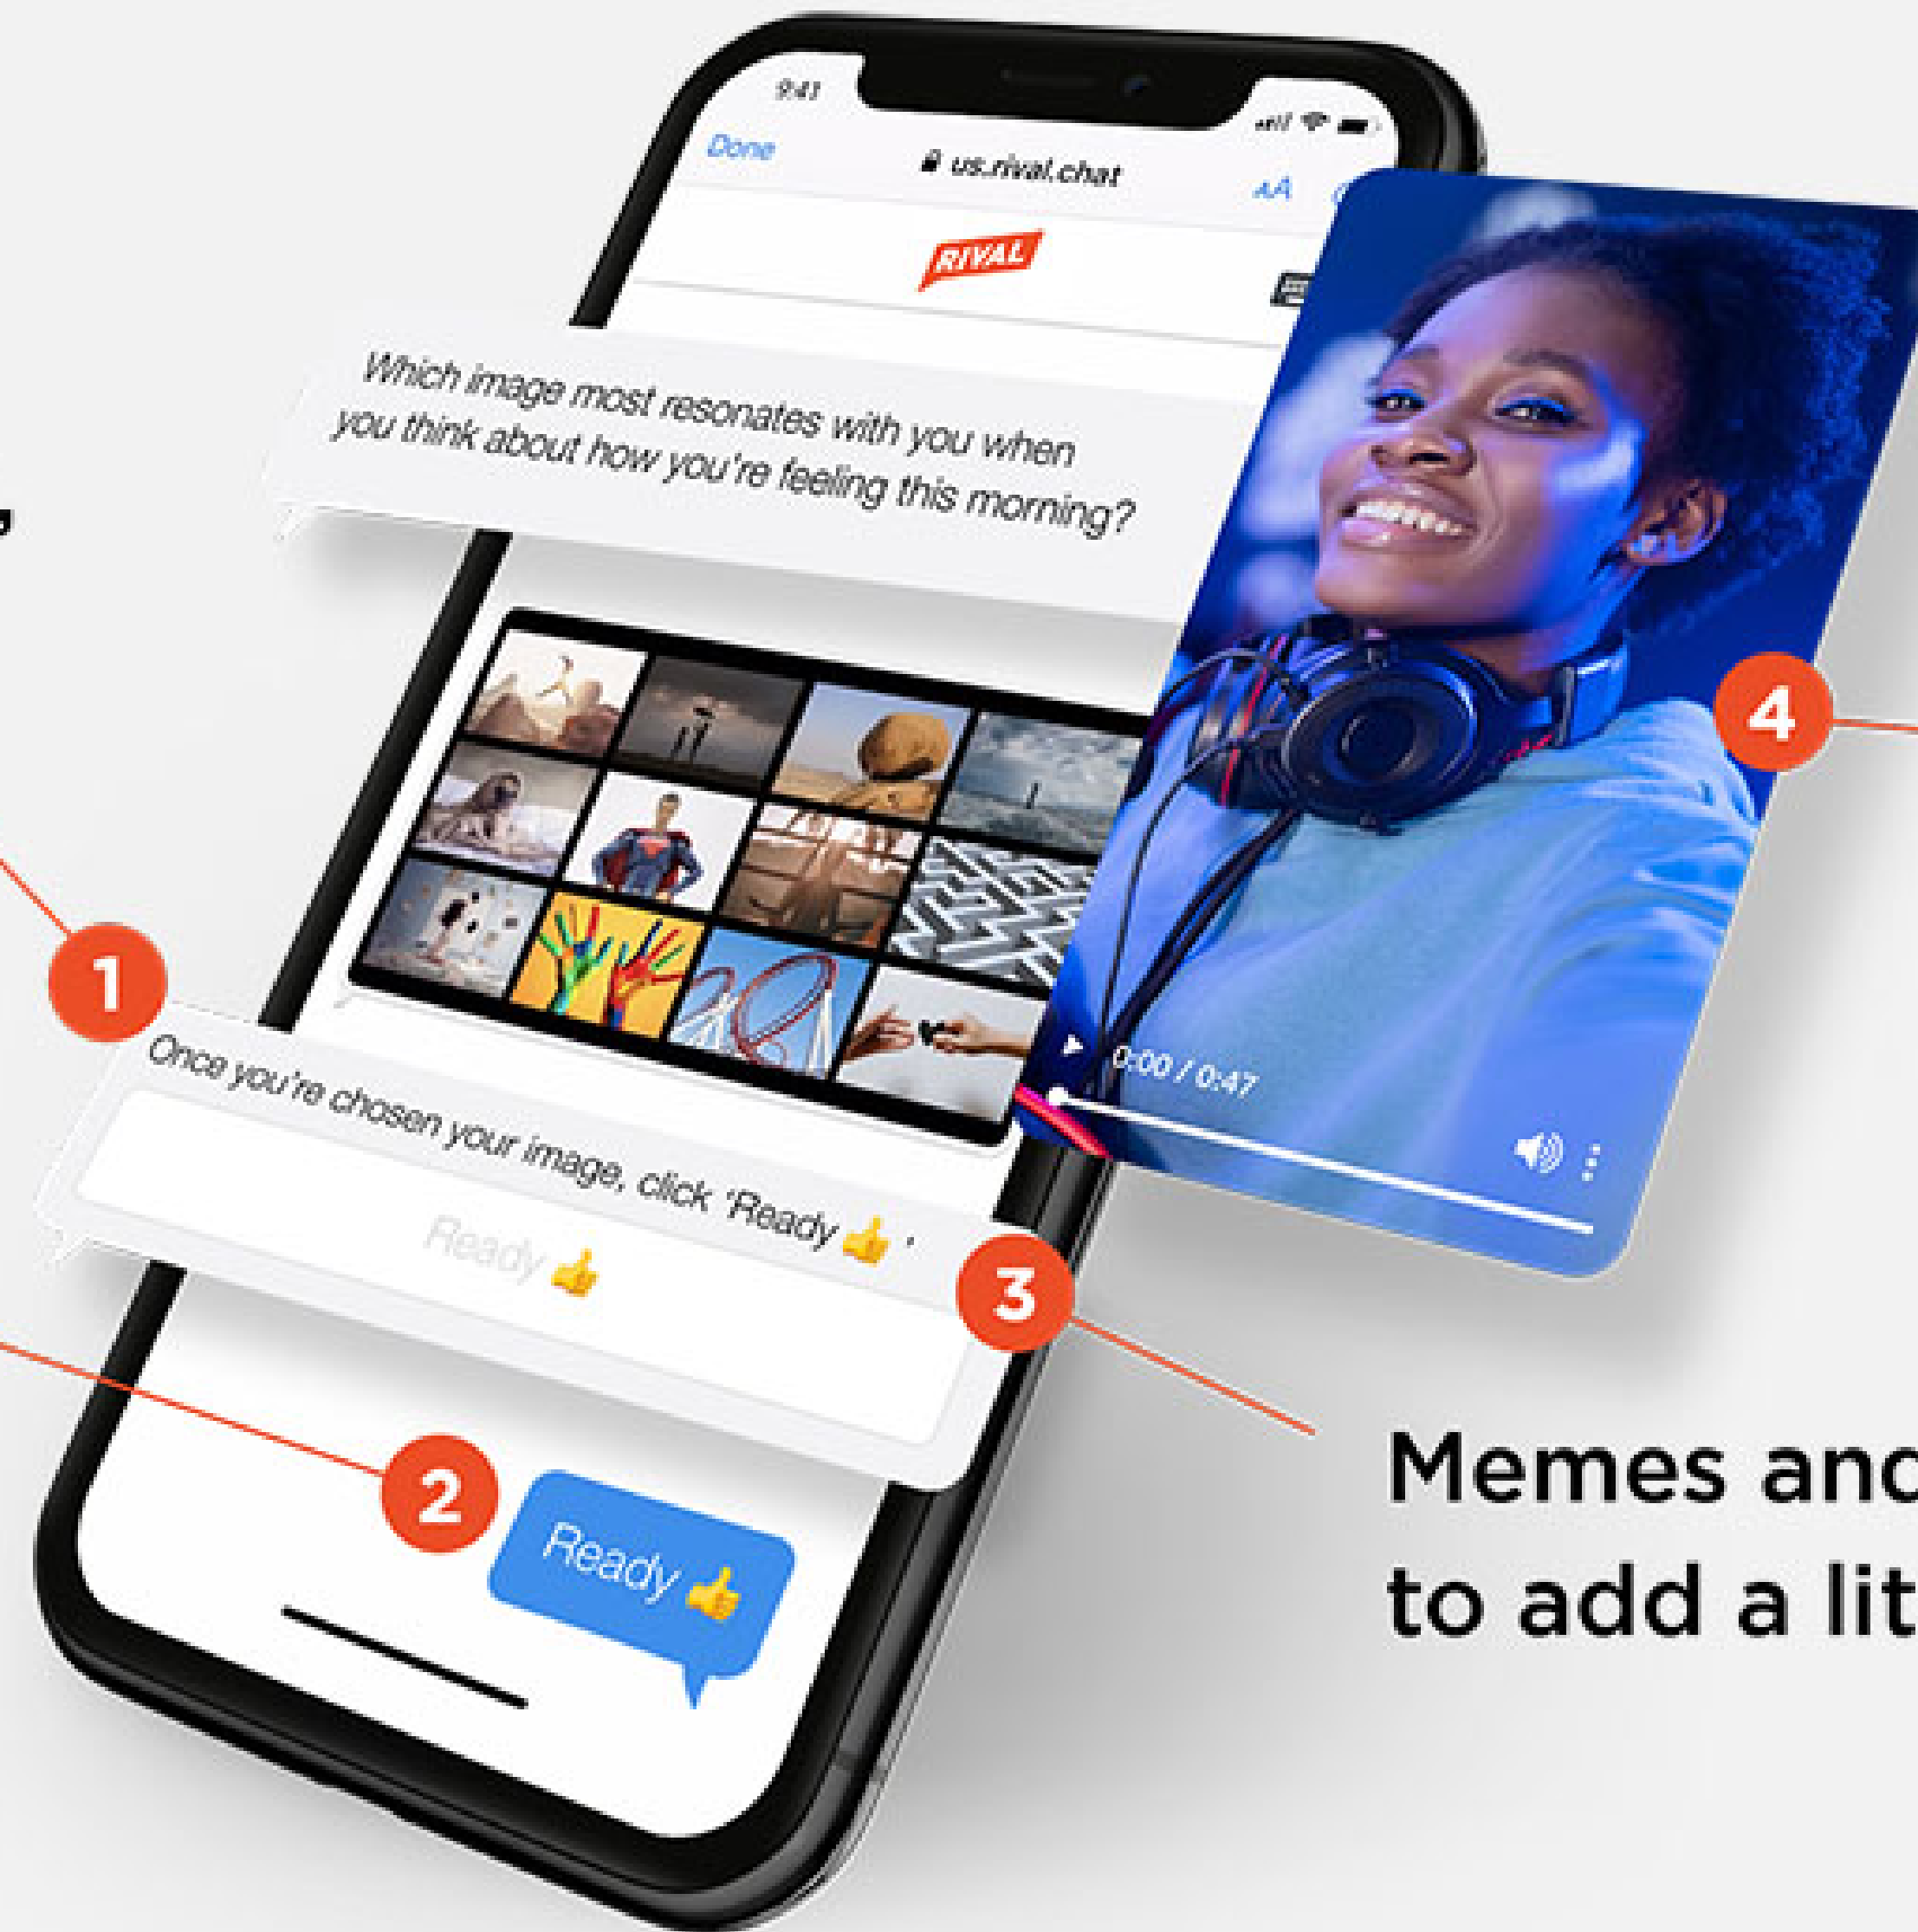 9:41
Done
us.rival.chat
AA
RIVAL
Which image most resonates with you when
you think about how you're feeling this morning?
4
1
0:00 / 0:47
Once you're chosen your image, click ‘Ready 👍 ’
Ready 👍
3
2
Ready 👍
Memes and
to add a lit